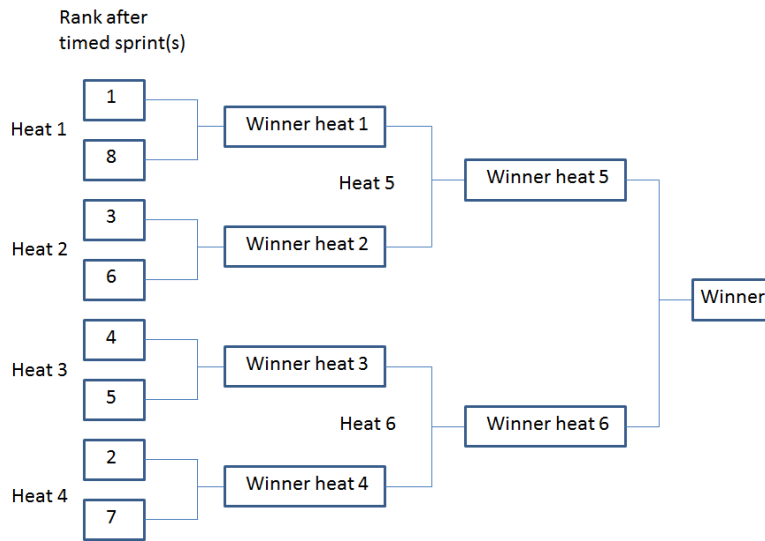 Rank after
timed sprint(s)
1
Heat 1
Winner heat 1
8
Heat 5
Winner heat 5
3
Heat 2
Winner heat 2
6
Winner
4
Heat 3
Winner heat 3
5
Heat 6
Winner heat 6
2
Heat 4
Winner heat 4
7